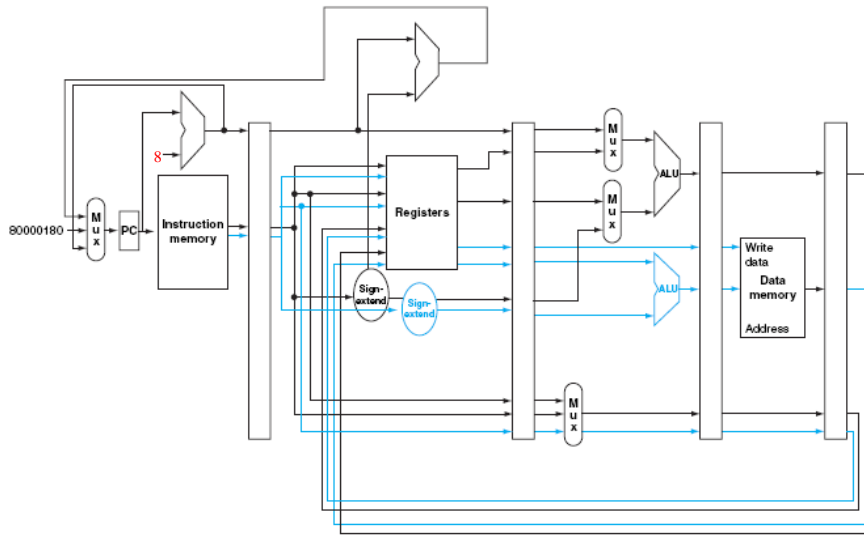 8
80000180
M
u
x
PC
Instruction
memory
Registers
Sign-
extend
Sign-
extend
M
u
x
M
u
x
ALU
ALU
M
u
x
Write
data
Data
memory
Address